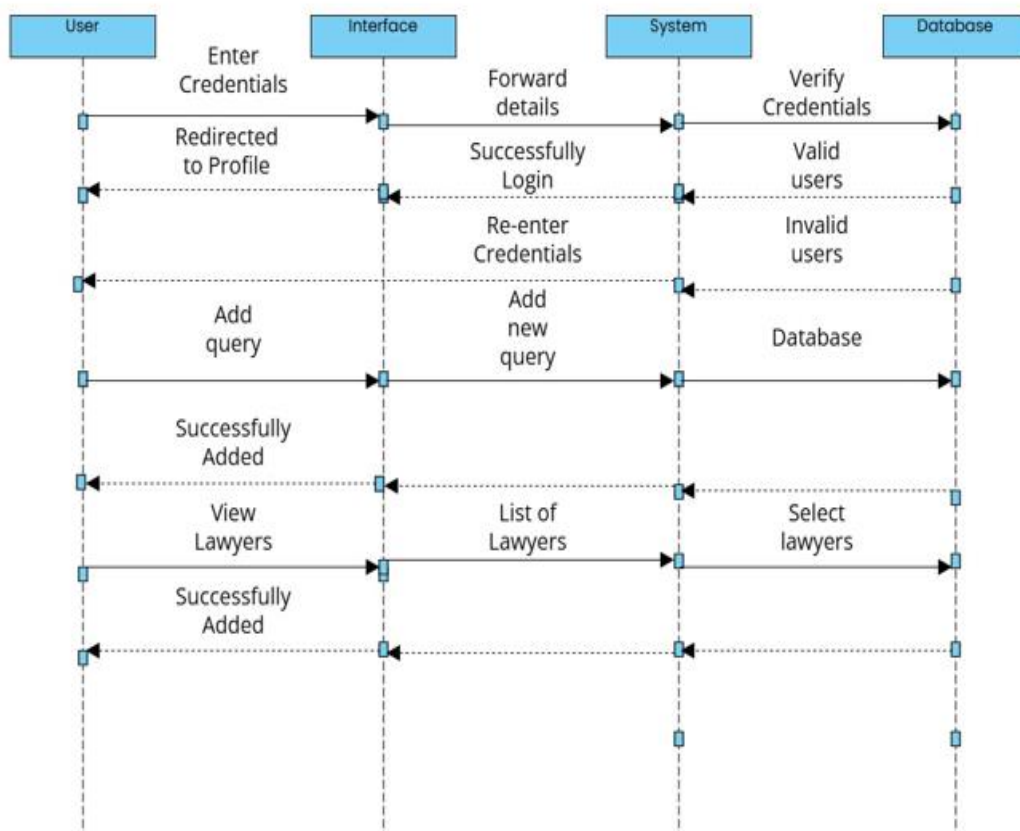 User
Interface
System
Database
Enter
Credentials
Forward
details
Verify
Credentials
Redirected
to Profile
Successfully
Login
Valid
users
Re-enter
Credentials
Invalid
users
Add
query
Add
new
query
Database
Successfully
Added
View
Lawyers
List of
Lawyers
Select
lawyers
Successfully
Added